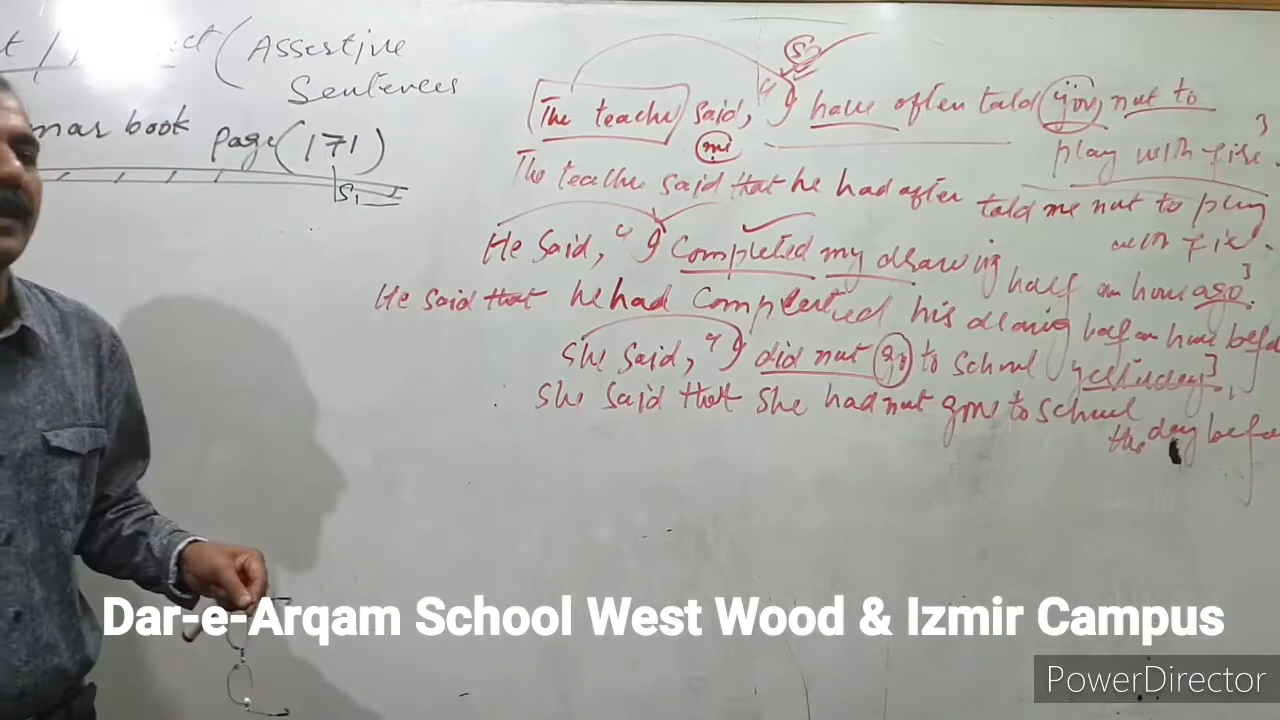 ct ( Assertive
Sentences
mar book page (171)
S1
The teacher said, "I have often told you, not to
play with fire.
me
The teacher said that he had often told me not to play
with fire.
He said, "I completed my drawing half an hour ago".
He said that he had completed his drawing half an hour befo
She said, "I did not go to school yesterday",
She said that she had not gone to school
the day befo
Dar-e-Arqam School West Wood & Izmir Campus
PowerDirector